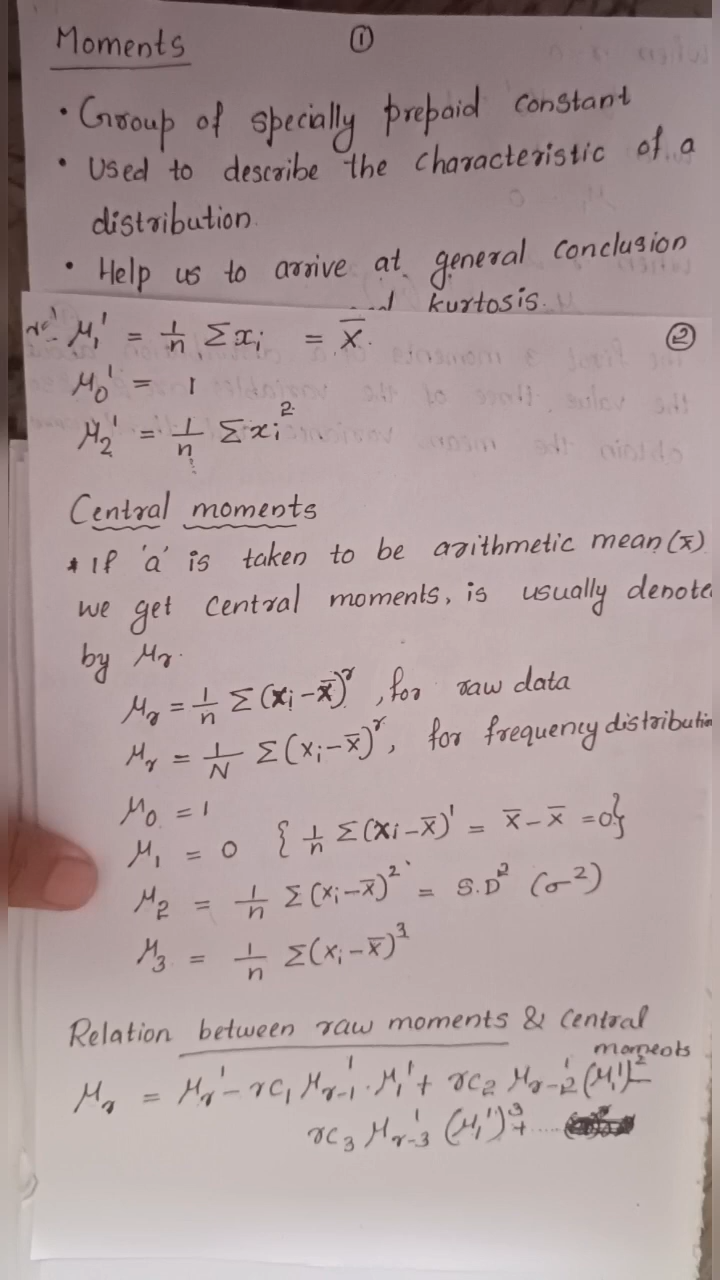 Moments ①
• Group of specially prepaid constant
• Used to describe the characteristic of a
distribution.
• Help us to arrive at general conclusion
kurtosis.
μ₁' = 1/n Σxi = x̄. ②
μ₀' = 1
μ₂' = 1/n Σxi²
Central moments
* If 'a' is taken to be arithmetic mean (x̄)
we get central moments, is usually denote
by μr.
μr = 1/n Σ(xi-x̄)ʳ, for raw data
μr = 1/N Σ(xi-x̄)ʳ, for frequency distributio
μ₀ = 1
μ₁ = 0 {1/n Σ(xi-x̄)¹ = x̄-x̄ = 0}
μ₂ = 1/n Σ(xi-x̄)² = S.D² (σ²)
μ₃ = 1/n Σ(xi-x̄)³
Relation between raw moments & central
moments
μr = μr' - rc₁ μr-1' · μ₁' + rc₂ μr-2' (μ₁')² -
rc₃ μr-3' (μ₁')³ + ....